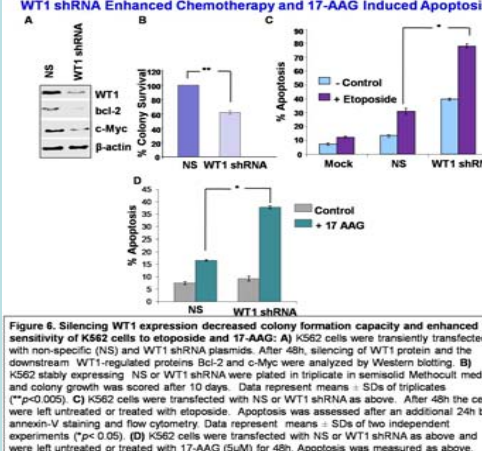 WT1 shRNA Enhanced Chemotherapy and 17-AAG Induced Apoptosis
A
NS
WT1 shRNA
WT1
bcl-2
c-Myc
β-actin
B
% Colony Survival
120
100
80
60
40
20
0
**
NS WT1 shRNA
C
% Apoptosis
90
80
70
60
50
40
30
20
10
0
*
- Control
+ Etoposide
Mock NS WT1 shR
D
% Apoptosis
45
40
35
30
25
20
15
10
5
0
*
Control
+ 17 AAG
NS WT1 shRNA
Figure 6. Silencing WT1 expression decreased colony formation capacity and enhanced
sensitivity of K562 cells to etoposide and 17-AAG: A) K562 cells were transiently transfected
with non-specific (NS) and WT1 shRNA plasmids. After 48h, silencing of WT1 protein and the
downstream WT1-regulated proteins Bcl-2 and c-Myc were analyzed by Western blotting. B)
K562 stably expressing NS or WT1 shRNA were plated in triplicate in semisolid Methocult med
and colony growth was scored after 10 days. Data represent means ± SDs of triplicates
(**p<0.005). C) K562 cells were transfected with NS or WT1 shRNA as above. After 48h the ce
were left untreated or treated with etoposide. Apoptosis was assessed after an additional 24h b
annexin-V staining and flow cytometry. Data represent means ± SDs of two independent
experiments (*p< 0.05). (D) K562 cells were transfected with NS or WT1 shRNA as above and
were left untreated or treated with 17-AAG (5uM) for 48h. Apoptosis was measured as above.